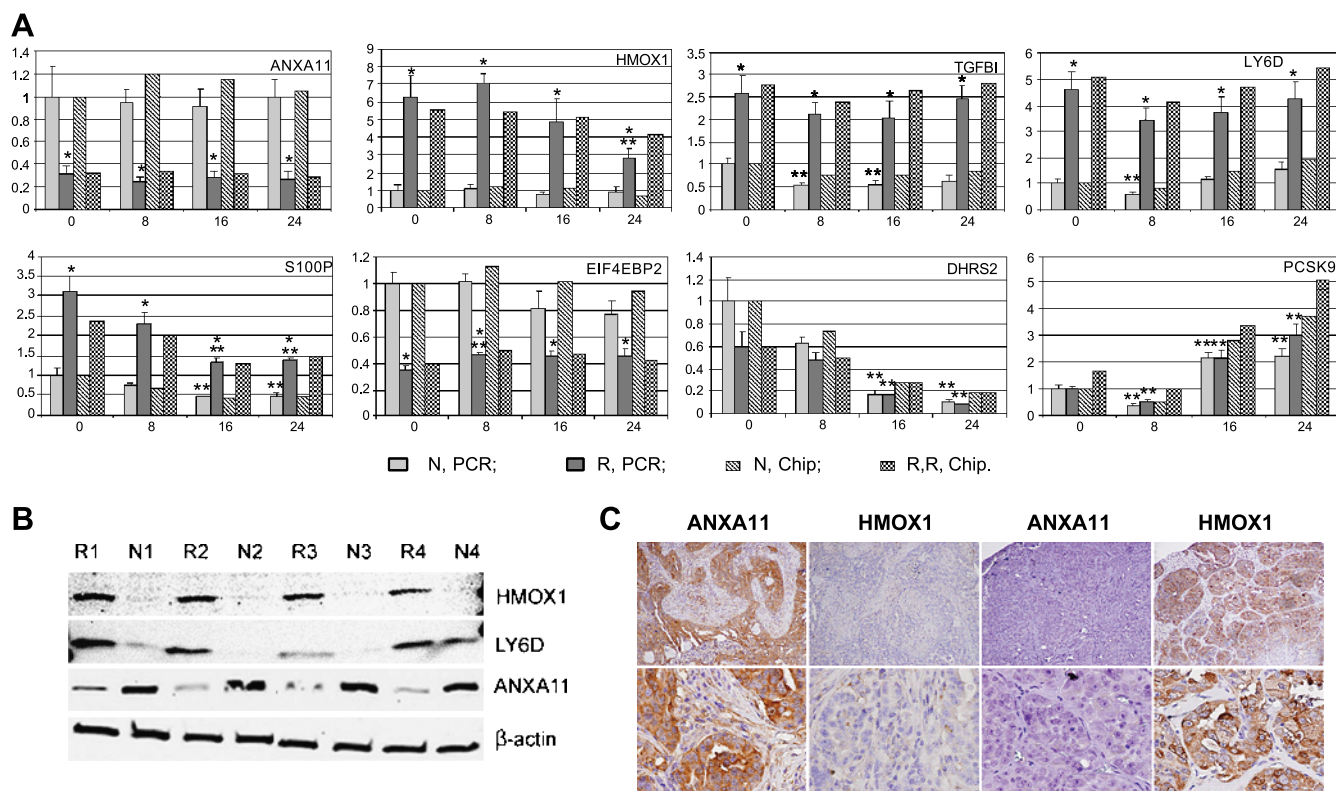 A
ANXA11
1.4
1.2
1
0.8
0.6
0.4
0.2
0
* * * *
0 8 16 24
HMOX1
9
8
7
6
5
4
3
2
1
0
* * * *
**
0 8 16 24
TGFBI
3.5
3
2.5
2
1.5
1
0.5
0
* * * *
** **
0 8 16 24
LY6D
6
5
4
3
2
1
0
* * * *
**
0 8 16 24
S100P
4
3.5
3
2.5
2
1.5
1
0.5
0
* * * *
** **
** **
0 8 16 24
EIF4EBP2
1.4
1.2
1
0.8
0.6
0.4
0.2
0
* * * *
**
0 8 16 24
DHRS2
1.4
1.2
1
0.8
0.6
0.4
0.2
0
** ** ** **
0 8 16 24
PCSK9
6
5
4
3
2
1
0
** ** **** ** **
0 8 16 24
N, PCR; R, PCR; N, Chip; R,R, Chip.
B
R1 N1 R2 N2 R3 N3 R4 N4
HMOX1
LY6D
ANXA11
β-actin
C
ANXA11 HMOX1 ANXA11 HMOX1